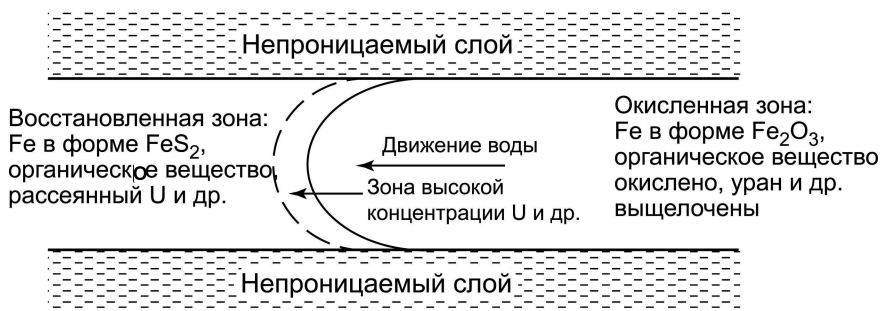 Непроницаемый слой
Восстановленная зона:
Fe в форме FeS₂,
органическое вещество,
рассеянный U и др.
Движение воды
Зона высокой
концентрации U и др.
Окисленная зона:
Fe в форме Fe₂O₃,
органическое вещество
окислено, уран и др.
выщелочены
Непроницаемый слой